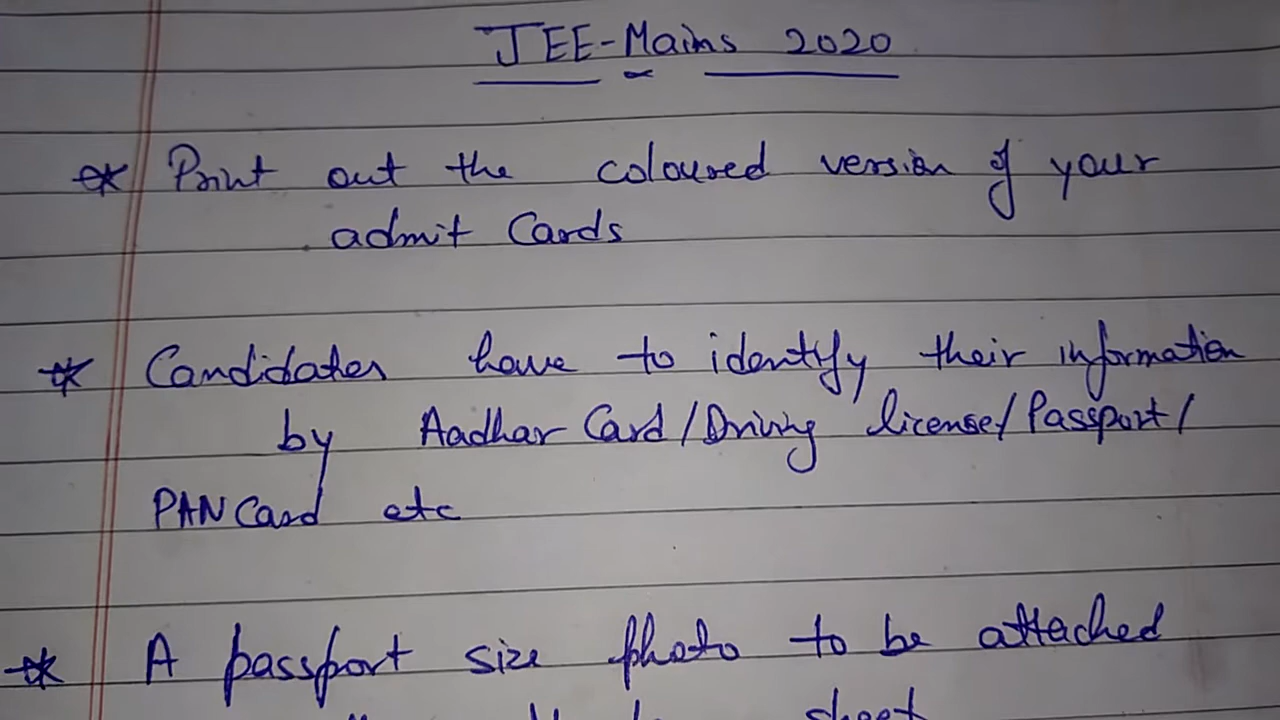 JEE-Mains 2020
* Print out the coloured version of your
admit Cards
* Candidates have to identify their information
by Aadhar Card/Driving license/Passport/
PAN Card etc
* A passport size photo to be attached
sheet